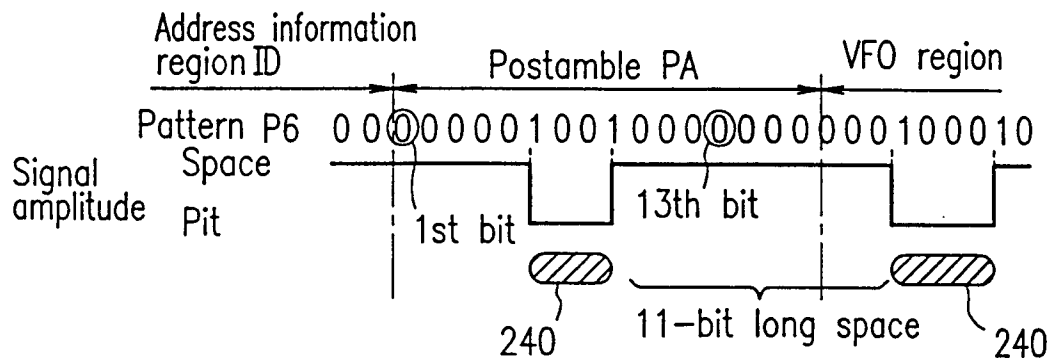 Address information
region ID
Postamble PA
VFO region
Pattern P6 0 0 0 0 0 0 0 1 0 0 1 0 0 0 0 0 0 0 0 0 0 1 0 0 0 1 0
Signal
amplitude
Space
Pit
1st bit
13th bit
240
11-bit long space
240